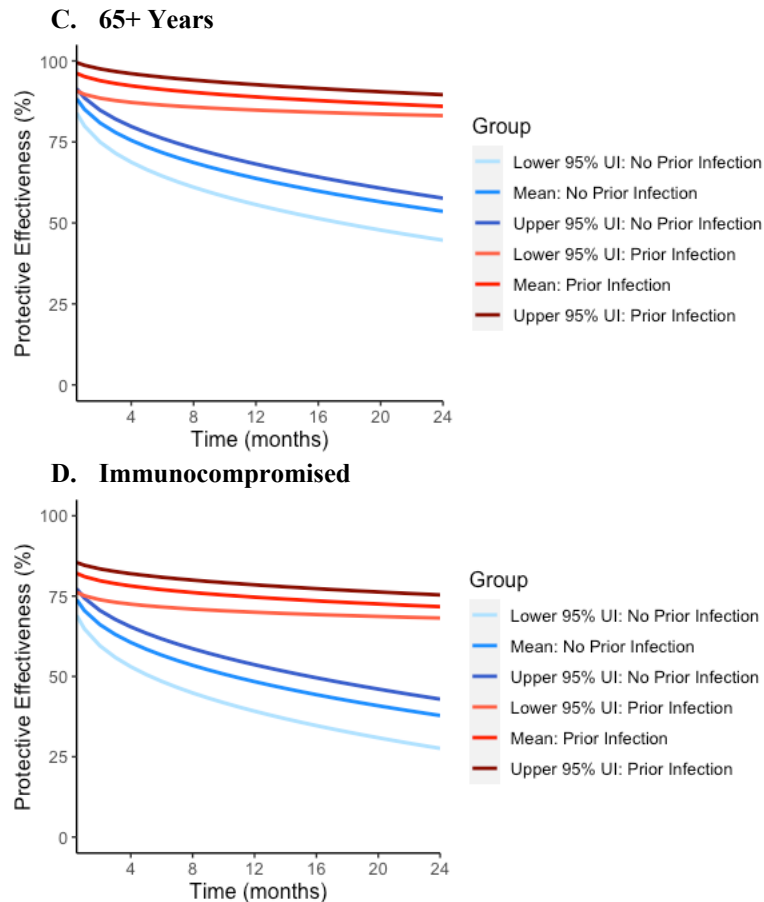 C. 65+ Years
100
75
50
25
0
Protective Effectiveness (%)
4 8 12 16 20 24
Time (months)
Group
Lower 95% UI: No Prior Infection
Mean: No Prior Infection
Upper 95% UI: No Prior Infection
Lower 95% UI: Prior Infection
Mean: Prior Infection
Upper 95% UI: Prior Infection
D. Immunocompromised
100
75
50
25
0
Protective Effectiveness (%)
4 8 12 16 20 24
Time (months)
Group
Lower 95% UI: No Prior Infection
Mean: No Prior Infection
Upper 95% UI: No Prior Infection
Lower 95% UI: Prior Infection
Mean: Prior Infection
Upper 95% UI: Prior Infection